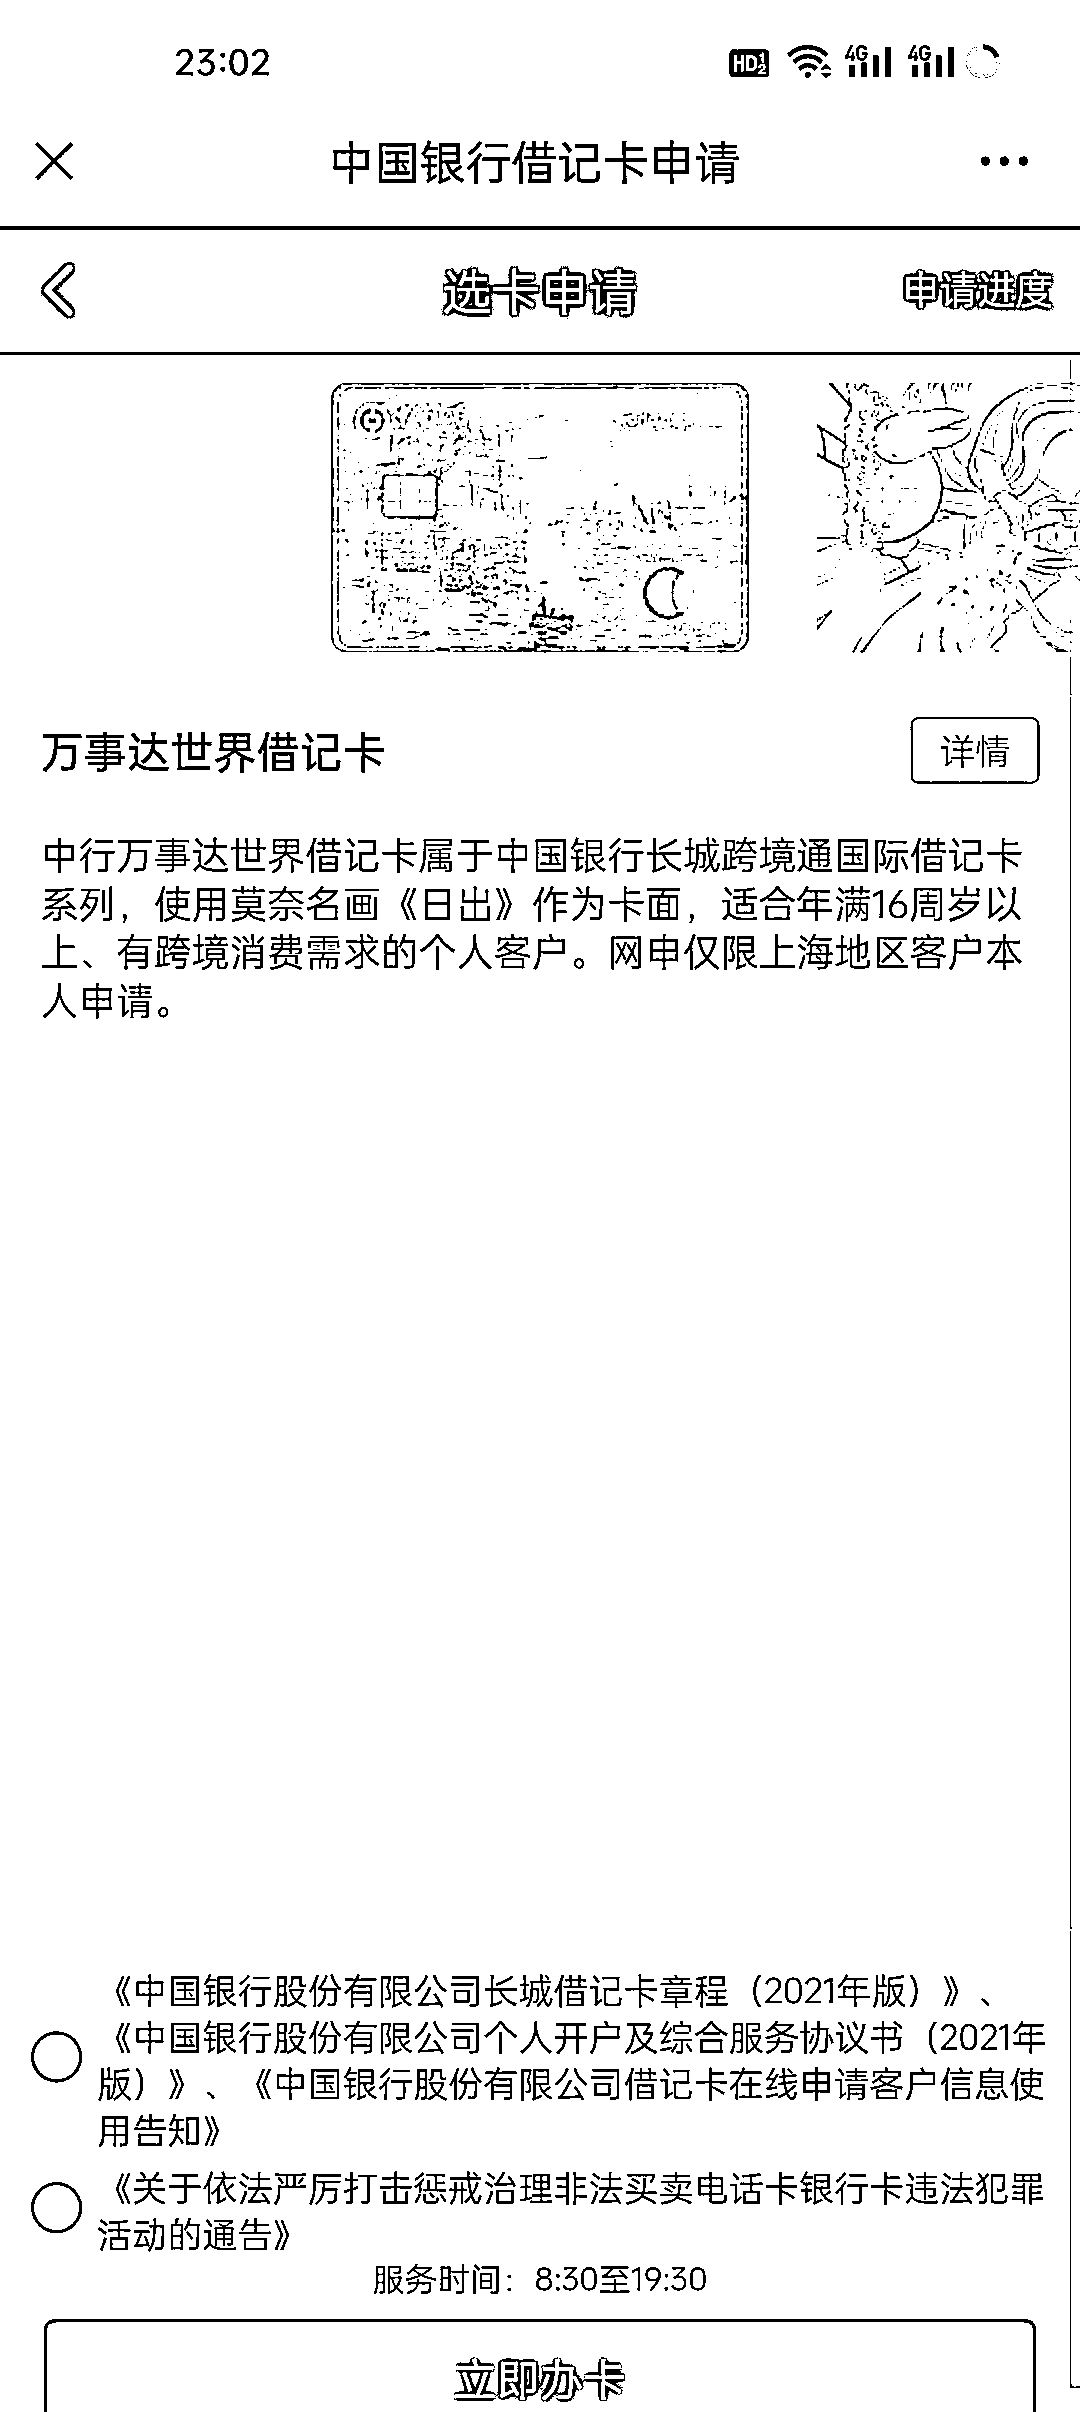 23:02
HD 1 2 4G 4G
中国银行借记卡申请
选卡申请
申请进度
万事达世界借记卡
详情
中行万事达世界借记卡属于中国银行长城跨境通国际借记卡
系列，使用莫奈名画《日出》作为卡面，适合年满16周岁以
上、有跨境消费需求的个人客户。网申仅限上海地区客户本
人申请。
《中国银行股份有限公司长城借记卡章程（2021年版）》、
《中国银行股份有限公司个人开户及综合服务协议书（2021年
版）》、《中国银行股份有限公司借记卡在线申请客户信息使
用告知》
《关于依法严厉打击惩戒治理非法买卖电话卡银行卡违法犯罪
活动的通告》
服务时间：8:30至19:30
立即办卡